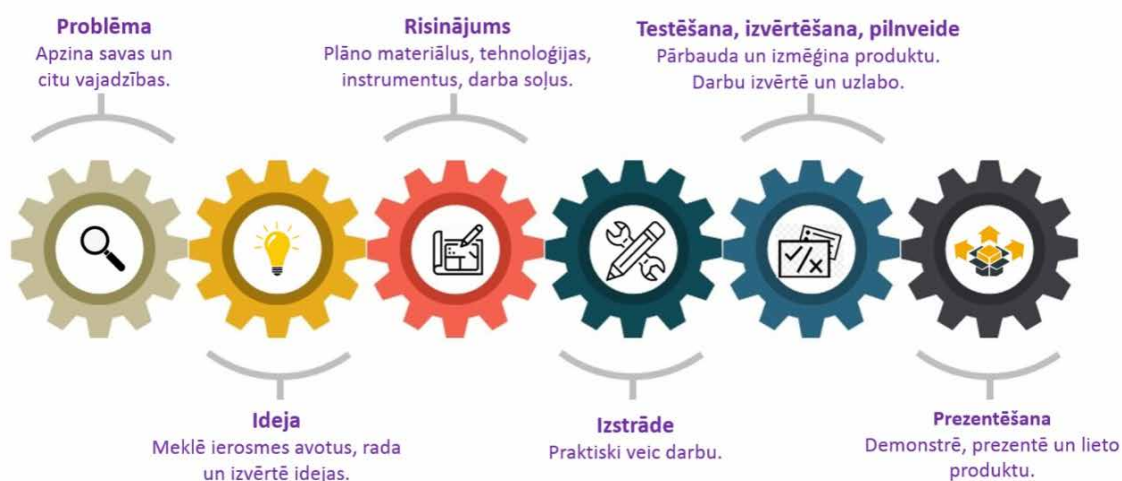 Problēma
Apzina savas un
citu vajadzības.
Ideja
Meklē ierosmes avotus, rada
un izvērtē idejas.
Risinājums
Plāno materiālus, tehnoloģijas,
instrumentus, darba soļus.
Izstrāde
Praktiski veic darbu.
Testēšana, izvērtēšana, pilnveide
Pārbauda un izmēģina produktu.
Darbu izvērtē un uzlabo.
Prezentēšana
Demonstrē, prezentē un lieto
produktu.